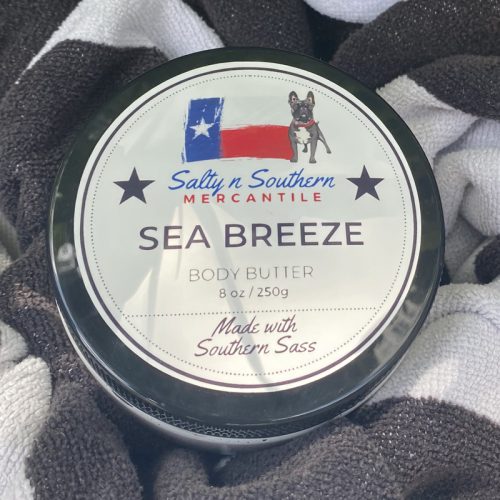 Salty n Southern
MERCANTILE
SEA BREEZE
BODY BUTTER
8 oz / 250g
Made with
Southern Sass